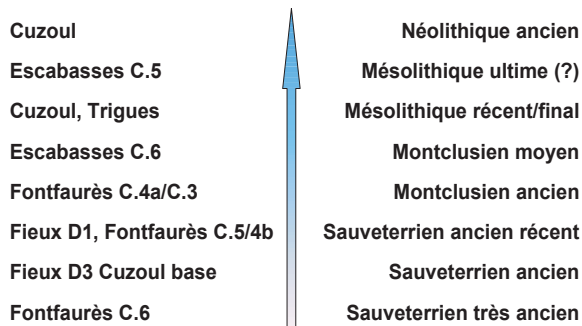 Cuzoul Néolithique ancien
Escabasses C.5 Mésolithique ultime (?)
Cuzoul, Trigues Mésolithique récent/final
Escabasses C.6 Montclusien moyen
Fontfaurès C.4a/C.3 Montclusien ancien
Fieux D1, Fontfaurès C.5/4b Sauveterrien ancien récent
Fieux D3 Cuzoul base Sauveterrien ancien
Fontfaurès C.6 Sauveterrien très ancien